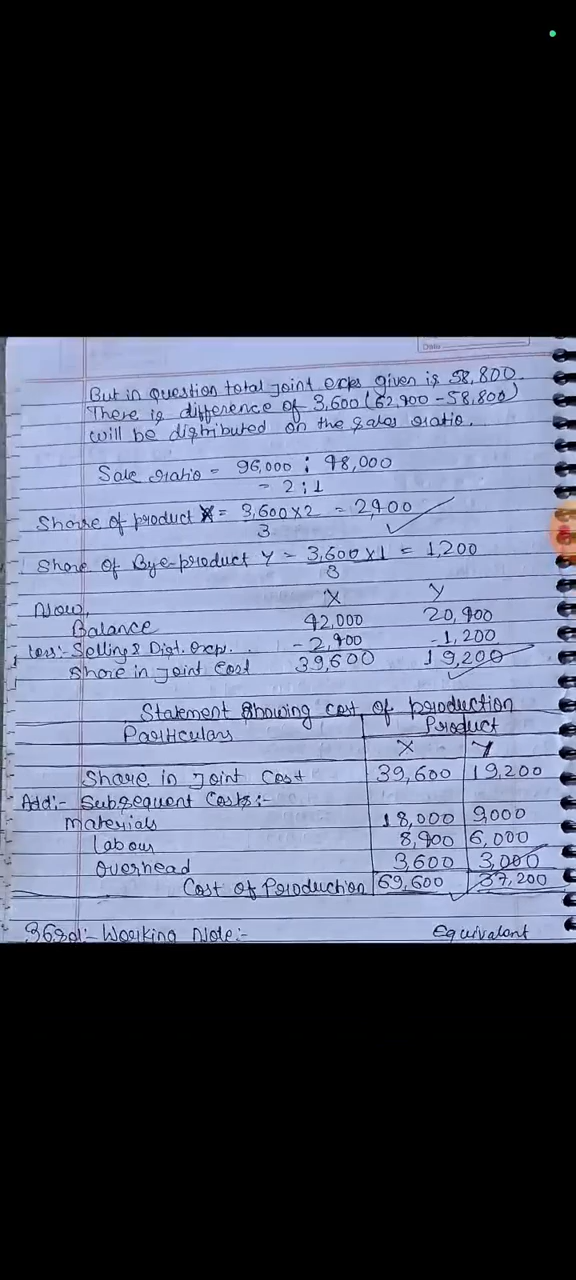 Date
But in question total joint exps given is 58,800.
There is difference of 3,600 (62,400 - 58,800)
will be distributed on the sales ratio.
Sale ratio = 96,000 : 48,000
= 2:1
Share of product X = 3,600 x 2 / 3 = 2,400
Share of Bye-product Y = 3,600 x 1 / 3 = 1,200
Now, X Y
Balance 42,000 20,400
Less:- Selling & Dist. exp. - 2,400 - 1,200
Share in joint cost 39,600 19,200
Statement Showing cost of production
Particulars Product
X Y
Share in Joint Cost 39,600 19,200
Add:- Subsequent Costs:-
Materials 18,000 9,000
Labour 8,400 6,000
Overhead 3,600 3,000
Cost of Production 69,600 37,200
36sol:- Working Note:- Equivalent